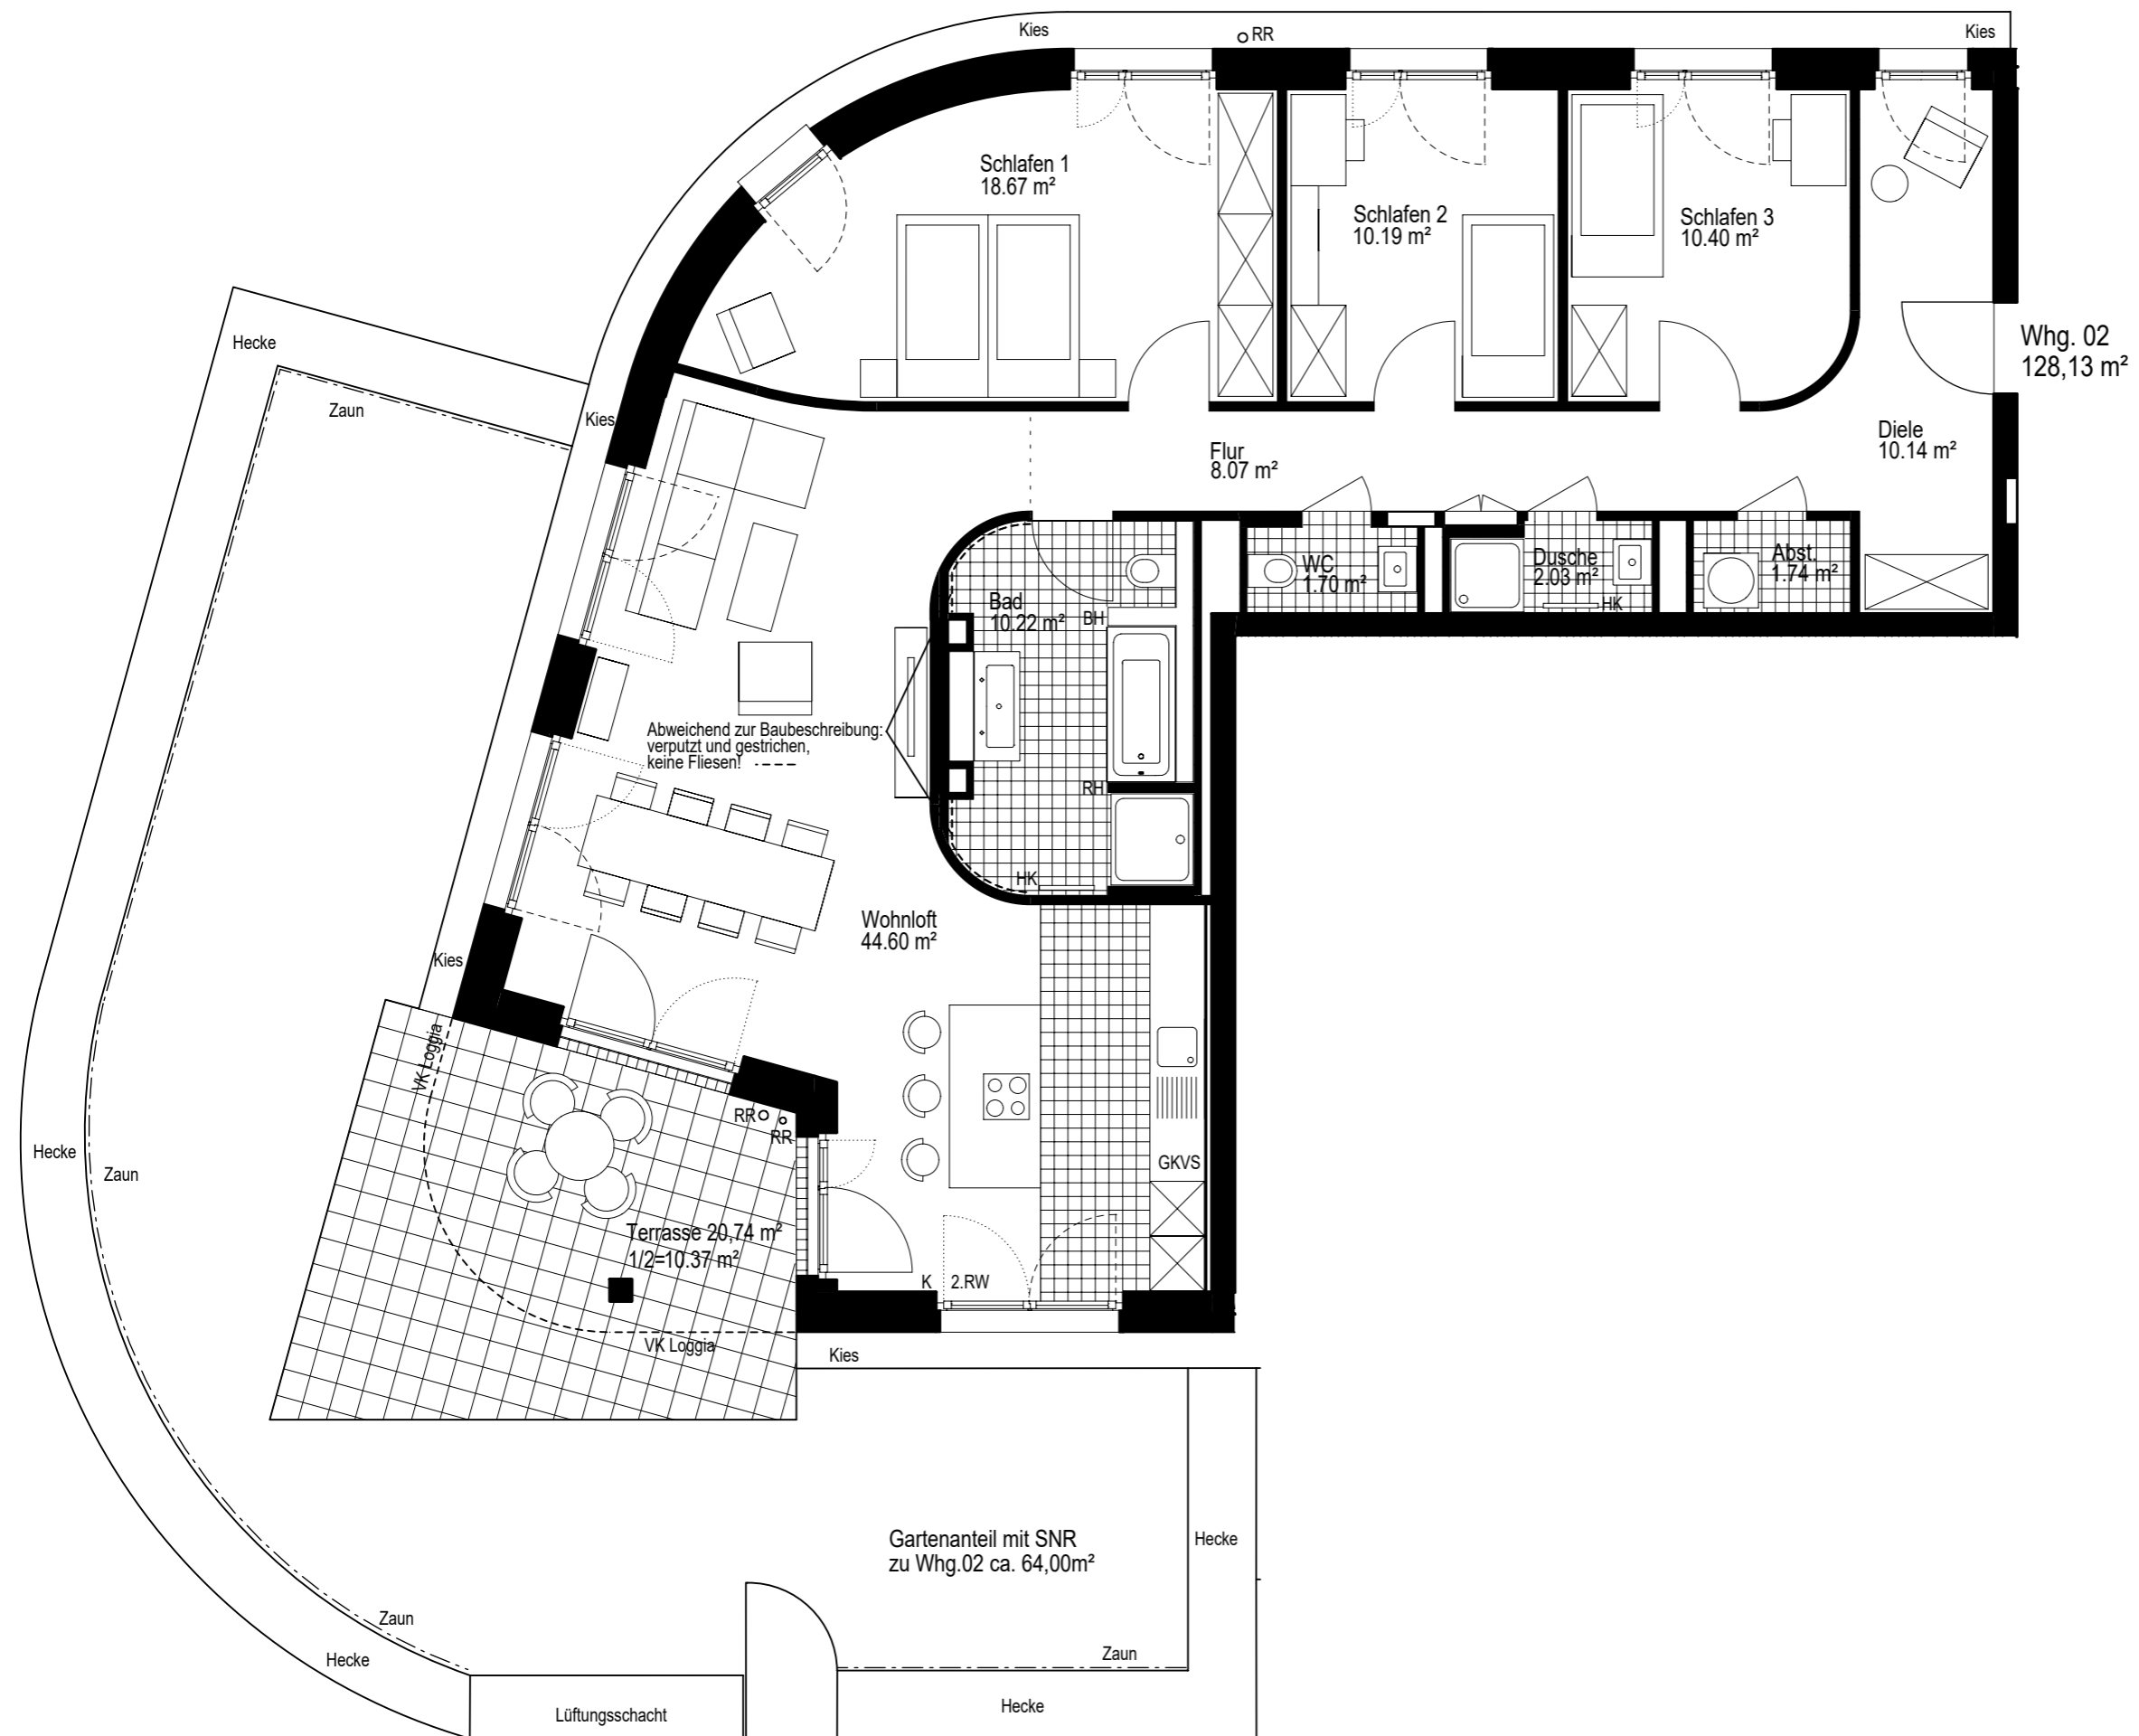 Kies
RR
Kies
Schlafen 1
18.67 m²
Schlafen 2
10.19 m²
Schlafen 3
10.40 m²
Whg. 02
128,13 m²
Hecke
Zaun
Kies
Flur
8.07 m²
Diele
10.14 m²
WC
1.70 m²
Dusche
2.03 m²
HK
Abst.
1.74 m²
Bad
10.22 m²
BH
Abweichend zur Baubeschreibung:
verputzt und gestrichen,
keine Fliesen!
RH
HK
Wohnloft
44.60 m²
Kies
VK Loggia
RR
RR
Hecke
Zaun
GKVS
Terrasse 20,74 m²
1/2=10.37 m²
K
2.RW
VK Loggia
Kies
Gartenanteil mit SNR
zu Whg.02 ca. 64,00m²
Hecke
Zaun
Hecke
Zaun
Hecke
Lüftungsschacht